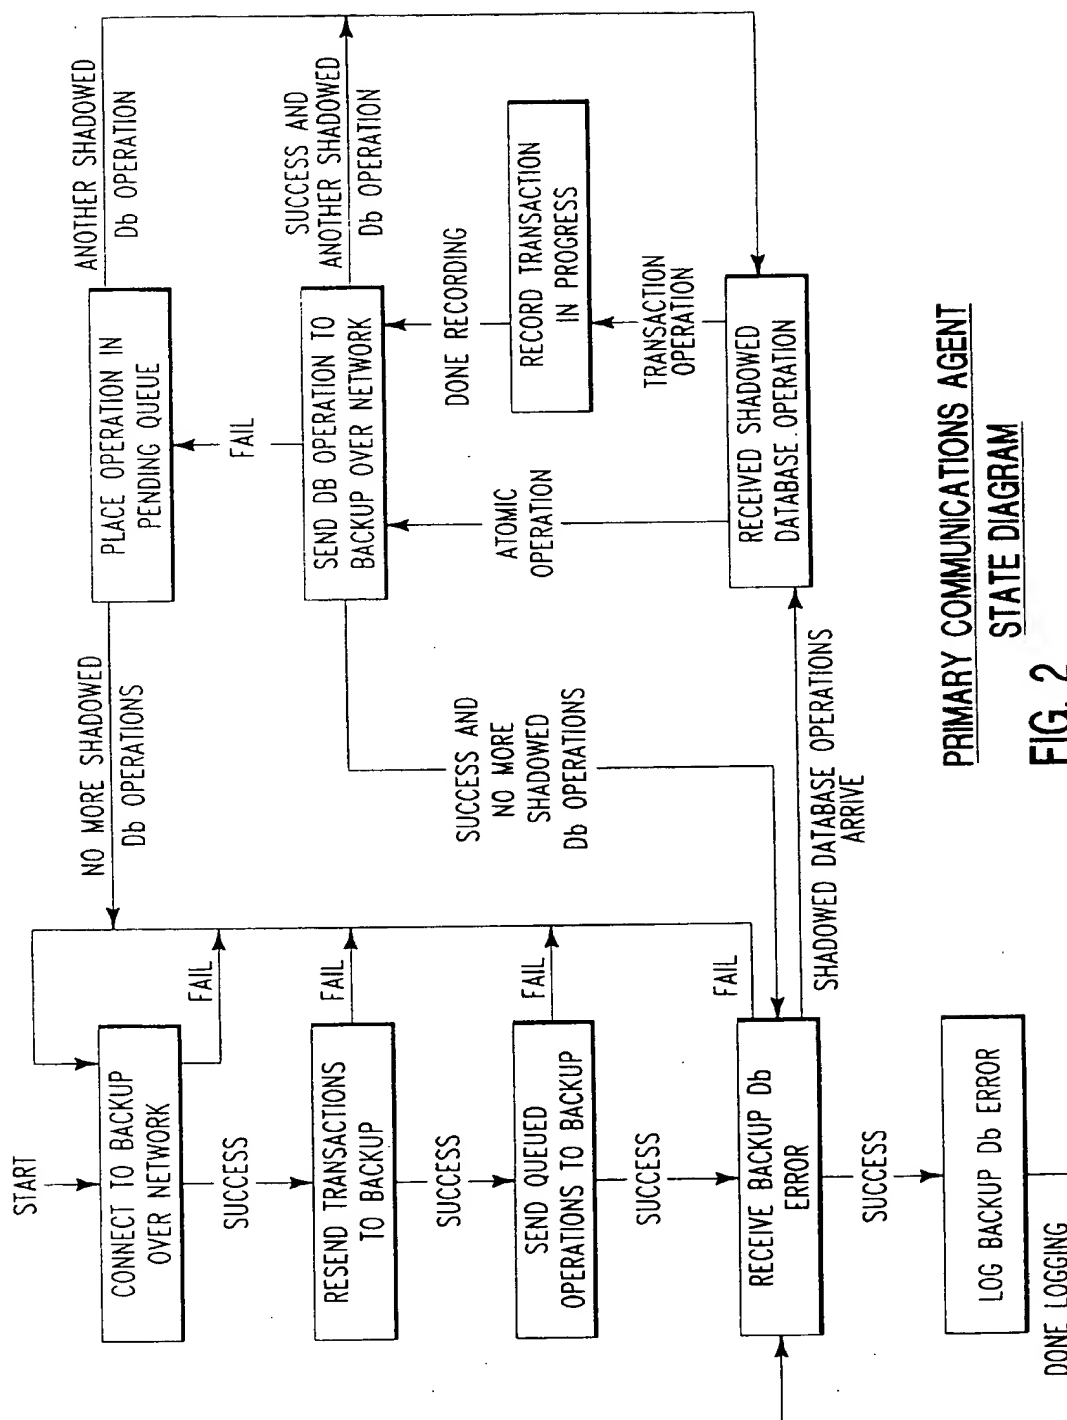 START
CONNECT TO BACKUP
OVER NETWORK
FAIL
SUCCESS
RESEND TRANSACTIONS
TO BACKUP
FAIL
SUCCESS
SEND QUEUED
OPERATIONS TO BACKUP
FAIL
SUCCESS
RECEIVE BACKUP Db
ERROR
FAIL
SUCCESS
LOG BACKUP Db ERROR
DONE LOGGING
NO MORE SHADOWED
Db OPERATIONS
SUCCESS AND
NO MORE
SHADOWED
Db OPERATIONS
SHADOWED DATABASE OPERATIONS
ARRIVE
PLACE OPERATION IN
PENDING QUEUE
FAIL
SEND DB OPERATION TO
BACKUP OVER NETWORK
ATOMIC
OPERATION
DONE RECORDING
RECORD TRANSACTION
IN PROGRESS
TRANSACTION
OPERATION
RECEIVED SHADOWED
DATABASE.OPERATION
ANOTHER SHADOWED
Db OPERATION
SUCCESS AND
ANOTHER SHADOWED
Db OPERATION
PRIMARY COMMUNICATIONS AGENT
STATE DIAGRAM
FIG. 2